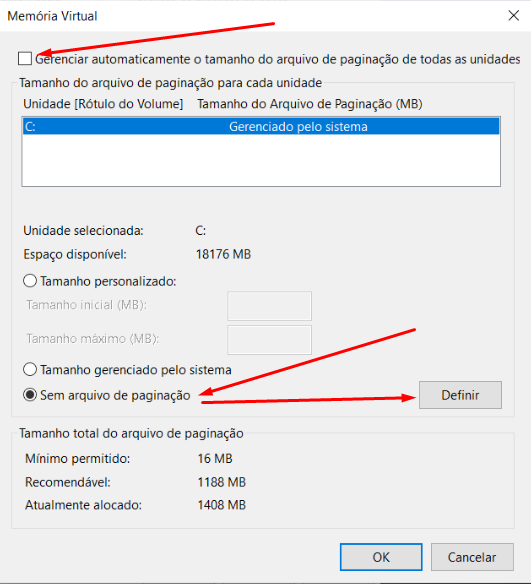 Memória Virtual
Gerenciar automaticamente o tamanho do arquivo de paginação de todas as unidades
Tamanho do arquivo de paginação para cada unidade
Unidade [Rótulo do Volume] Tamanho do Arquivo de Paginação (MB)
C: Gerenciado pelo sistema
Unidade selecionada: C:
Espaço disponível: 18176 MB
Tamanho personalizado:
Tamanho inicial (MB):
Tamanho máximo (MB):
Tamanho gerenciado pelo sistema
Sem arquivo de paginação
Definir
Tamanho total do arquivo de paginação
Mínimo permitido: 16 MB
Recomendável: 1188 MB
Atualmente alocado: 1408 MB
OK Cancelar